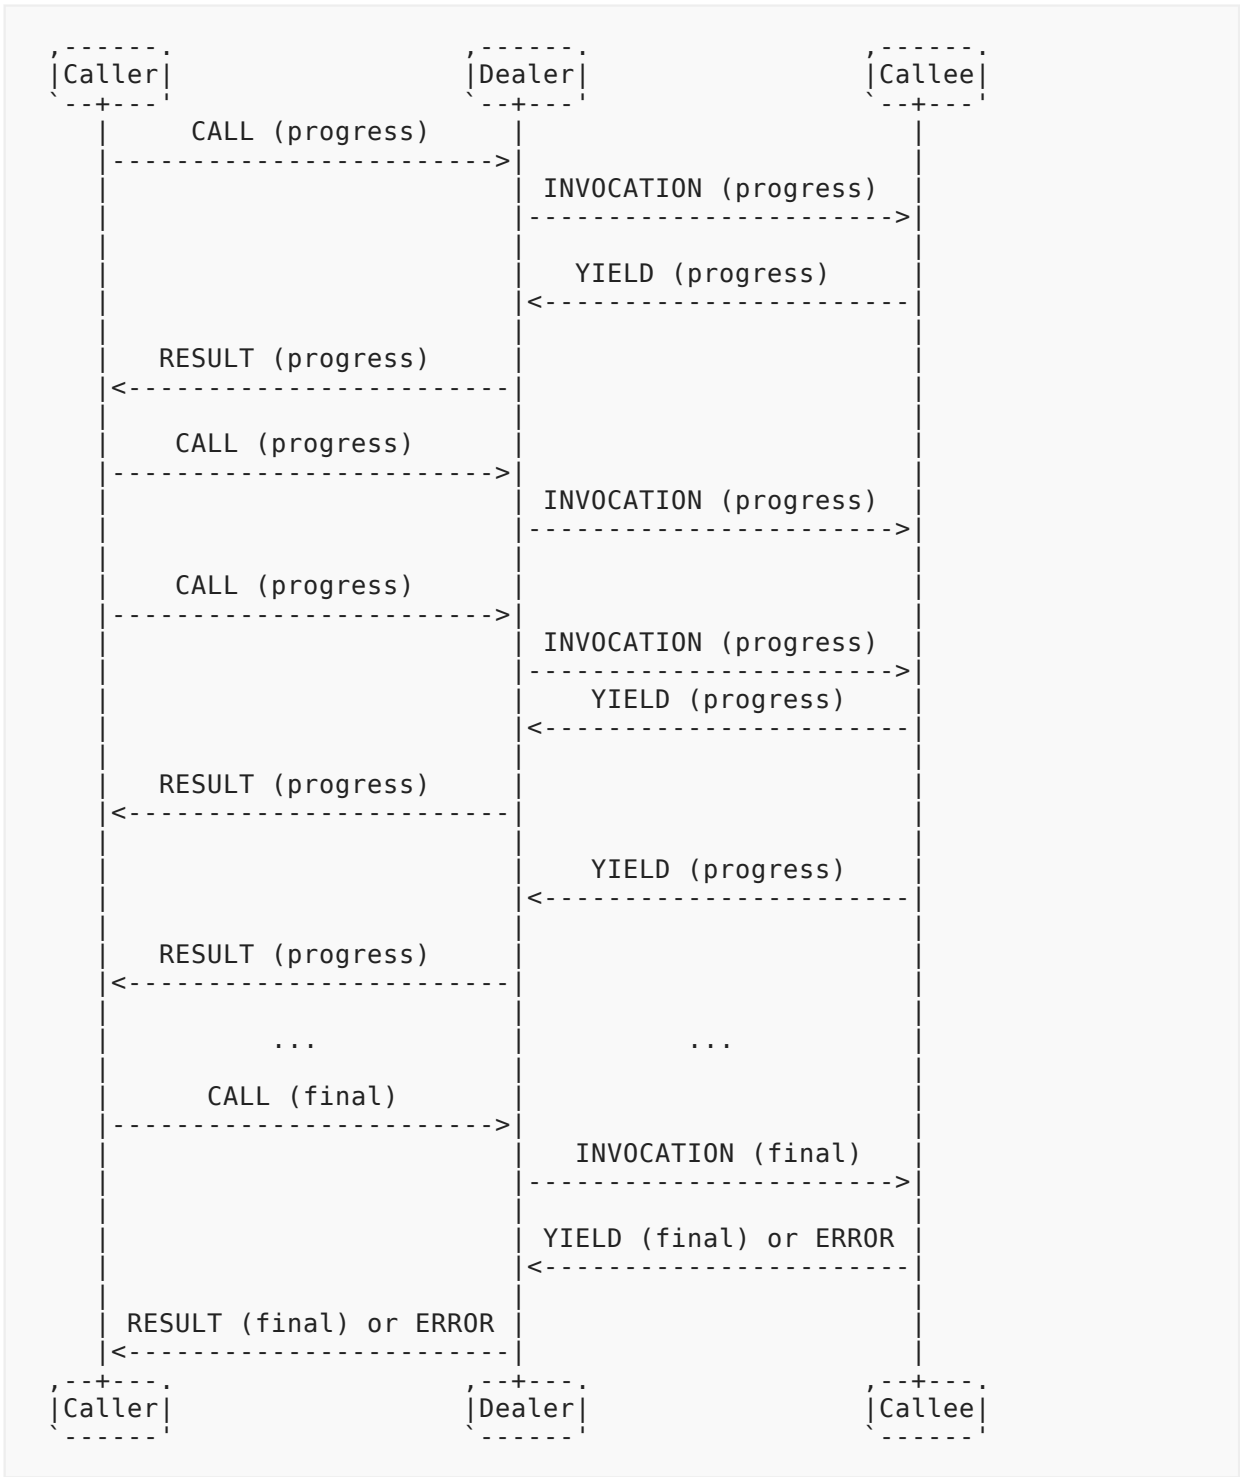 Caller Dealer Callee
CALL (progress)
INVOCATION (progress)
YIELD (progress)
RESULT (progress)
CALL (progress)
INVOCATION (progress)
CALL (progress)
INVOCATION (progress)
YIELD (progress)
RESULT (progress)
YIELD (progress)
RESULT (progress)
... ...
CALL (final)
INVOCATION (final)
YIELD (final) or ERROR
RESULT (final) or ERROR
Caller Dealer Callee